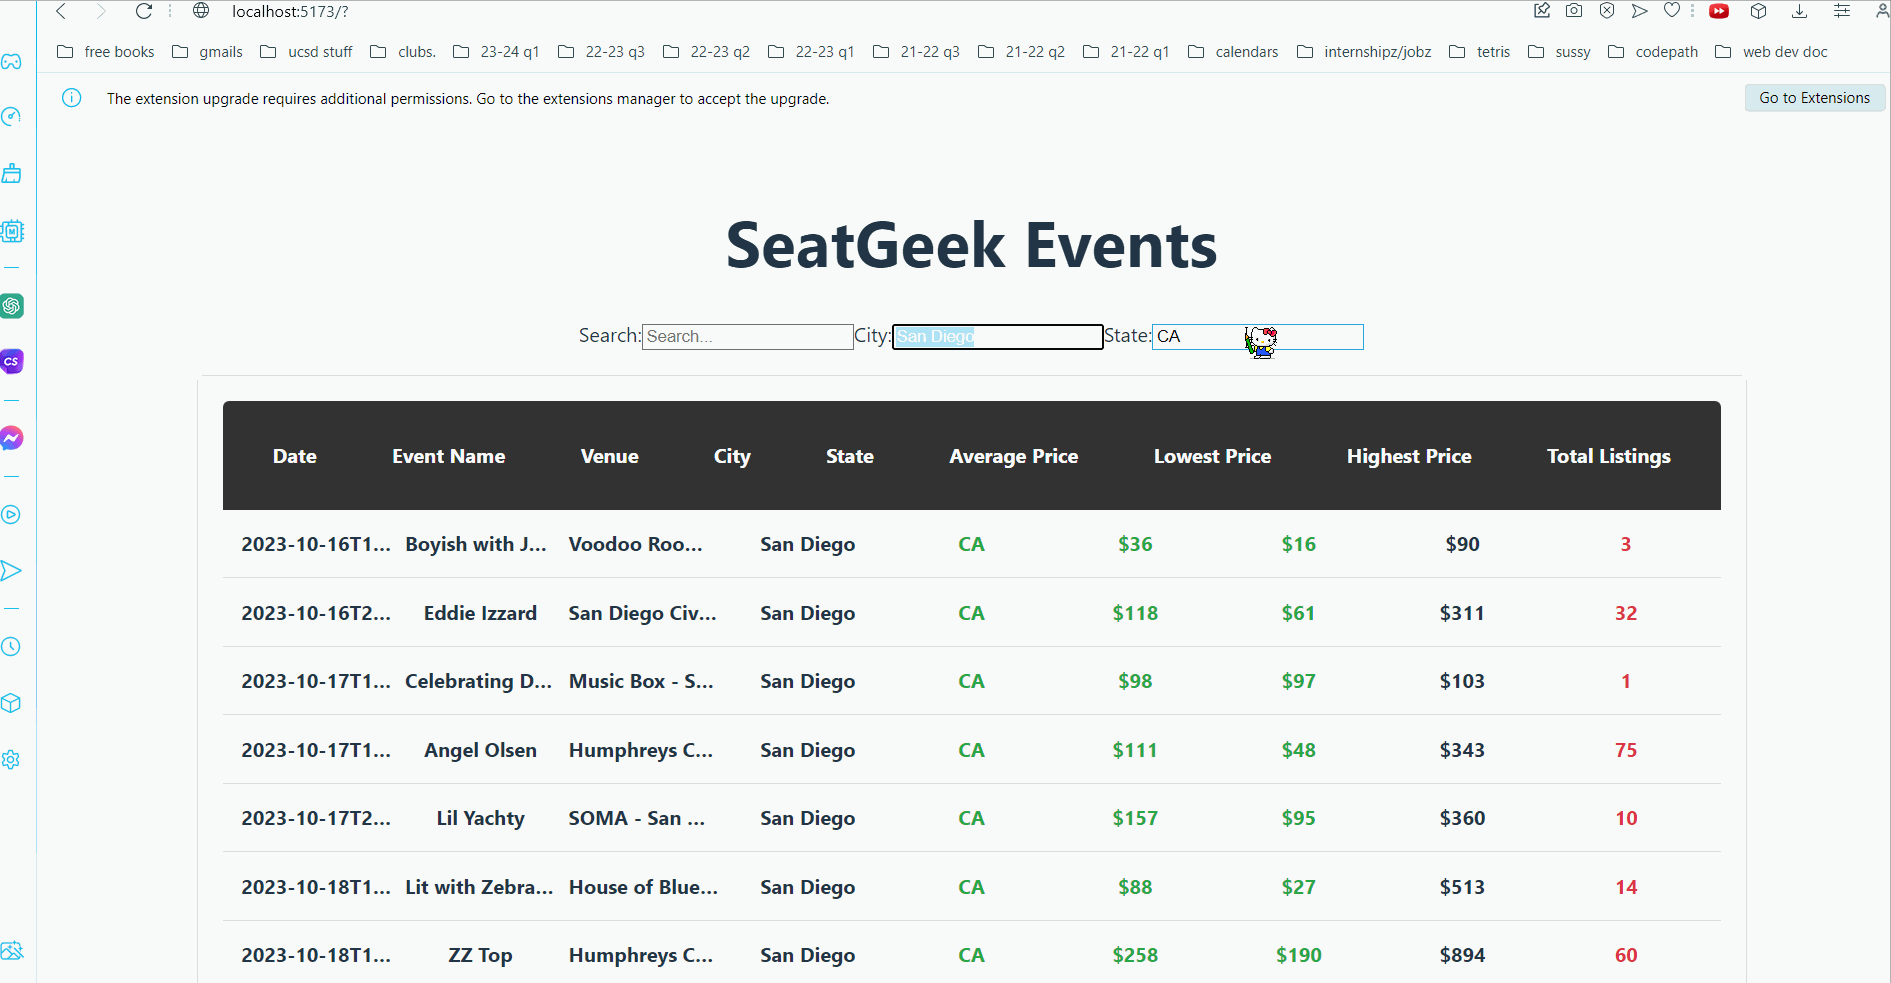 localhost:5173/?
free books gmails ucsd stuff clubs. 23-24 q1 22-23 q3 22-23 q2 22-23 q1 21-22 q3 21-22 q2 21-22 q1 calendars internshipz/jobz tetris sussy codepath web dev doc
The extension upgrade requires additional permissions. Go to the extensions manager to accept the upgrade. Go to Extensions
SeatGeek Events
Search: Search... City: San Diego State: CA
Date Event Name Venue City State Average Price Lowest Price Highest Price Total Listings
2023-10-16T1... Boyish with J... Voodoo Roo... San Diego CA $36 $16 $90 3
2023-10-16T2... Eddie Izzard San Diego Civ... San Diego CA $118 $61 $311 32
2023-10-17T1... Celebrating D... Music Box - S... San Diego CA $98 $97 $103 1
2023-10-17T1... Angel Olsen Humphreys C... San Diego CA $111 $48 $343 75
2023-10-17T2... Lil Yachty SOMA - San ... San Diego CA $157 $95 $360 10
2023-10-18T1... Lit with Zebra... House of Blue... San Diego CA $88 $27 $513 14
2023-10-18T1... ZZ Top Humphreys C... San Diego CA $258 $190 $894 60
M
CS